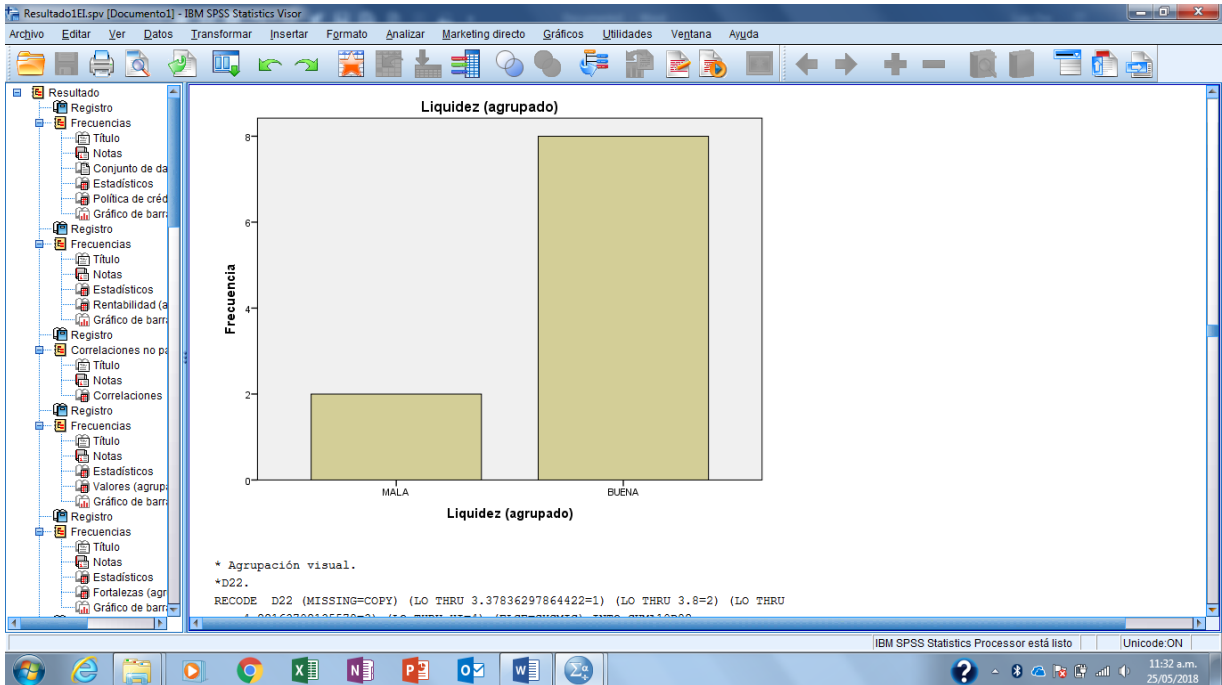 Resultado1EI.spv [Documento1] - IBM SPSS Statistics Visor
Archivo Editar Ver Datos Transformar Insertar Formato Analizar Marketing directo Gráficos Utilidades Ventana Ayuda
Resultado
Registro
Frecuencias
Título
Notas
Conjunto de da
Estadísticos
Política de créd
Gráfico de barra
Registro
Frecuencias
Título
Notas
Estadísticos
Rentabilidad (a
Gráfico de barra
Registro
Correlaciones no pa
Título
Notas
Correlaciones
Registro
Frecuencias
Título
Notas
Estadísticos
Valores (agrupa
Gráfico de barra
Registro
Frecuencias
Título
Notas
Estadísticos
Fortalezas (agr
Gráfico de barra
Liquidez (agrupado)
Frecuencia
8
6
4
2
0
MALA BUENA
Liquidez (agrupado)
* Agrupación visual.
*D22.
RECODE D22 (MISSING=COPY) (LO THRU 3.37836297864422=1) (LO THRU 3.8=2) (LO THRU
IBM SPSS Statistics Processor está listo Unicode:ON
11:32 a.m.
25/05/2018